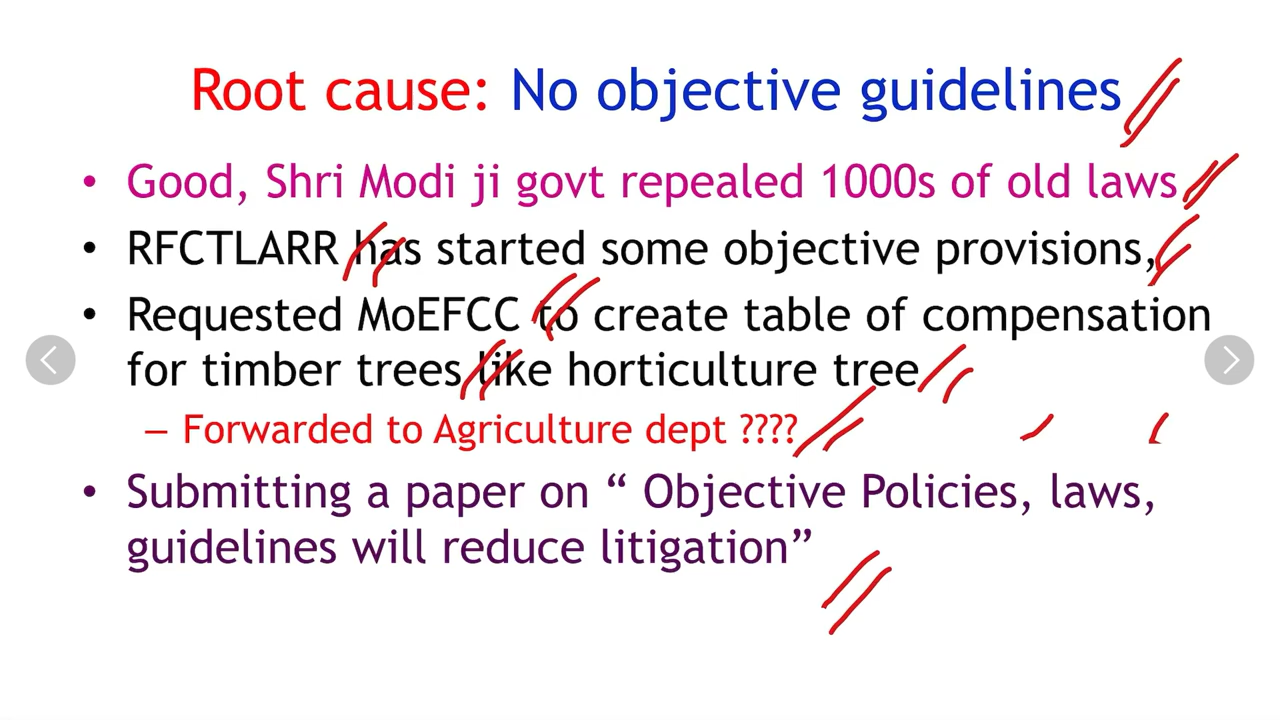 Root cause: No objective guidelines
• Good, Shri Modi ji govt repealed 1000s of old laws
• RFCTLARR has started some objective provisions,
• Requested MoEFCC to create table of compensation
for timber trees like horticulture tree
– Forwarded to Agriculture dept ????
• Submitting a paper on “ Objective Policies, laws,
guidelines will reduce litigation”